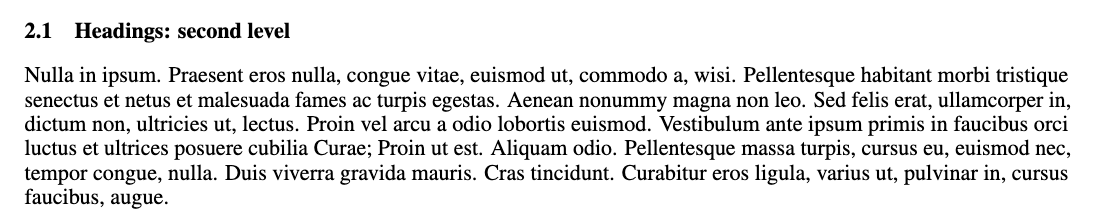 2.1 Headings: second level
Nulla in ipsum. Praesent eros nulla, congue vitae, euismod ut, commodo a, wisi. Pellentesque habitant morbi tristique
senectus et netus et malesuada fames ac turpis egestas. Aenean nonummy magna non leo. Sed felis erat, ullamcorper in,
dictum non, ultricies ut, lectus. Proin vel arcu a odio lobortis euismod. Vestibulum ante ipsum primis in faucibus orci
luctus et ultrices posuere cubilia Curae; Proin ut est. Aliquam odio. Pellentesque massa turpis, cursus eu, euismod nec,
tempor congue, nulla. Duis viverra gravida mauris. Cras tincidunt. Curabitur eros ligula, varius ut, pulvinar in, cursus
faucibus, augue.